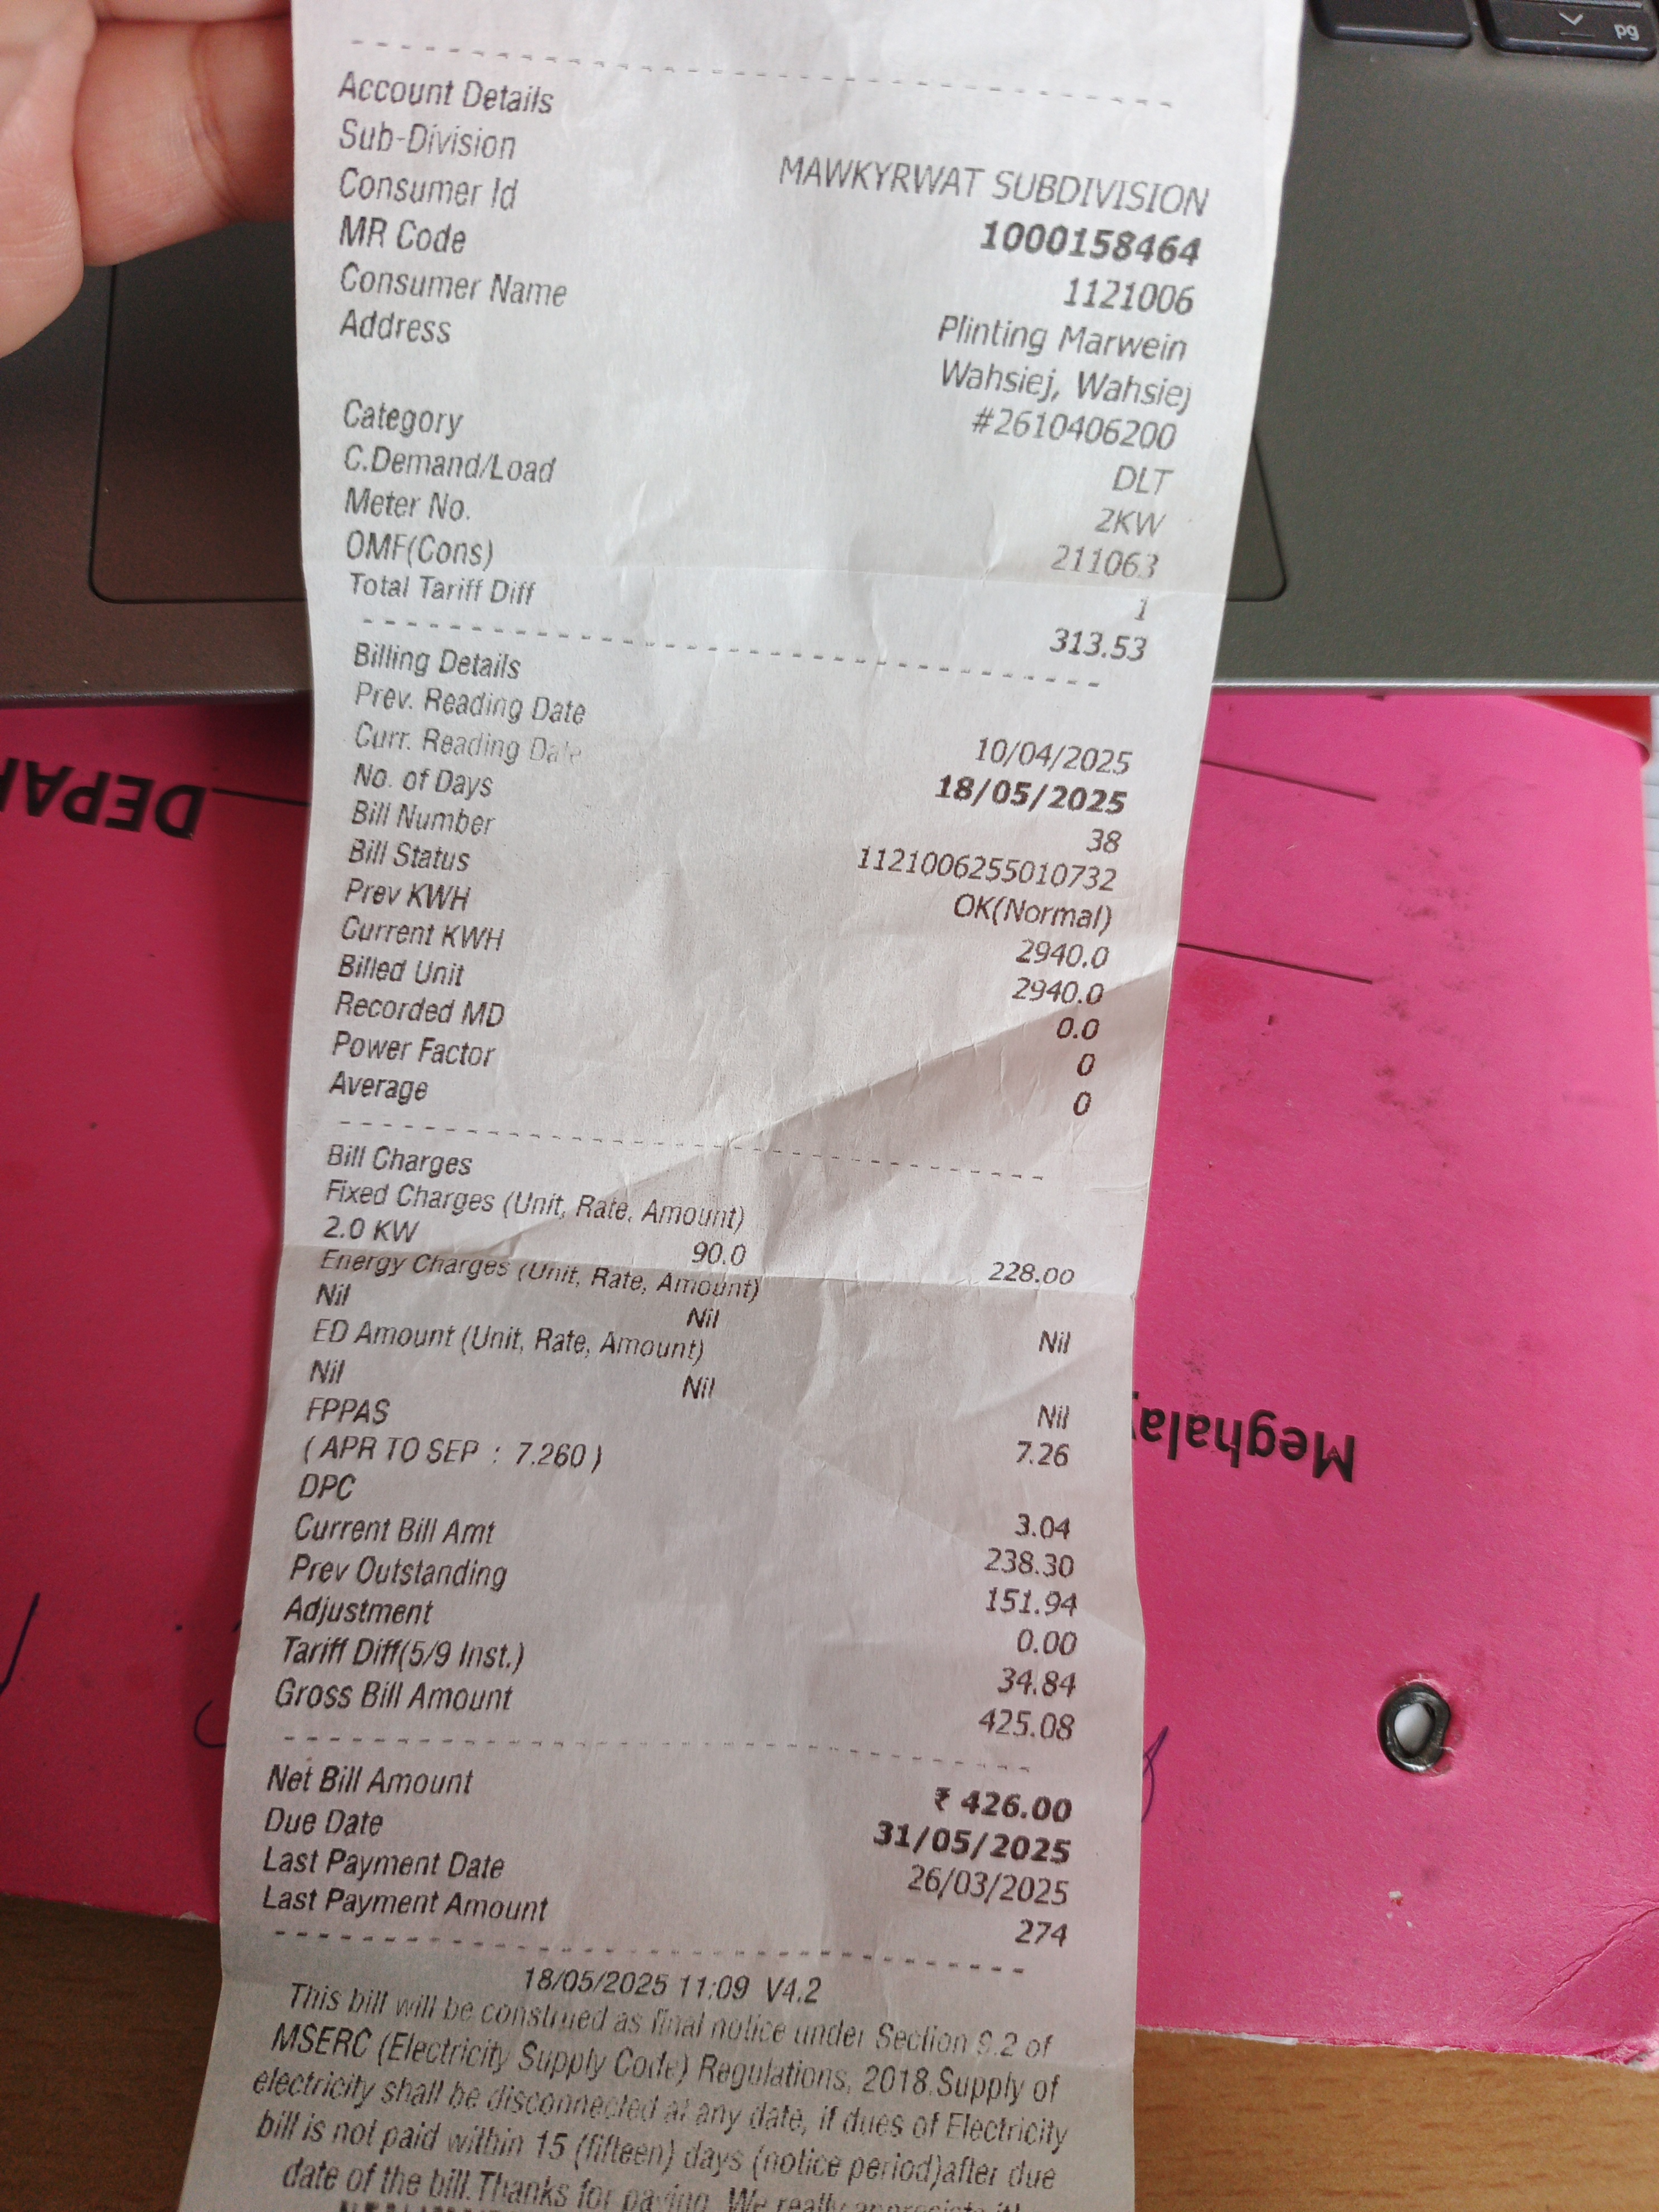 Account Details
Sub-Division MAWKYRWAT SUBDIVISION
Consumer Id 1000158464
MR Code 1121006
Consumer Name Plinting Marwein
Address Wahsiej, Wahsiej
#2610406200
Category DLT
C.Demand/Load 2KW
Meter No. 211063
OMF(Cons) 1
Total Tariff Diff 313.53
Billing Details
Prev. Reading Date 10/04/2025
Curr. Reading Date 18/05/2025
No. of Days 38
Bill Number 1121006255010732
Bill Status OK(Normal)
Prev KWH 2940.0
Current KWH 2940.0
Billed Unit 0.0
Recorded MD 0
Power Factor 0
Average
Bill Charges
Fixed Charges (Unit, Rate, Amount)
2.0 KW 90.0 228.00
Energy Charges (Unit, Rate, Amount)
Nil Nil Nil
ED Amount (Unit, Rate, Amount)
Nil Nil Nil
FPPAS 7.26
( APR TO SEP : 7.260 )
DPC 3.04
Current Bill Amt 238.30
Prev Outstanding 151.94
Adjustment 0.00
Tariff Diff(5/9 Inst.) 34.84
Gross Bill Amount 425.08
Net Bill Amount ₹ 426.00
Due Date 31/05/2025
Last Payment Date 26/03/2025
Last Payment Amount 274
18/05/2025 11:09 V4.2
This bill will be construed as final notice under Section 9.2 of
MSERC (Electricity Supply Code) Regulations, 2018.Supply of
electricity shall be disconnected at any date, if dues of Electricity
bill is not paid within 15 (fifteen) days (notice period)after due
date of the bill.Thanks for paying. We really appreciate it!
pg
DEPAR
Meghalay